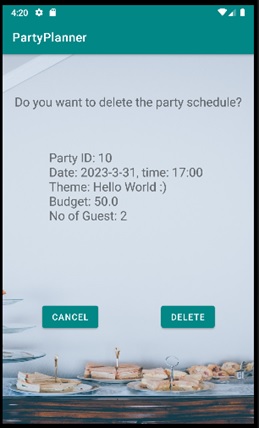 4:20
PartyPlanner
Do you want to delete the party schedule?
Party ID: 10
Date: 2023-3-31, time: 17:00
Theme: Hello World :)
Budget: 50.0
No of Guest: 2
CANCEL DELETE